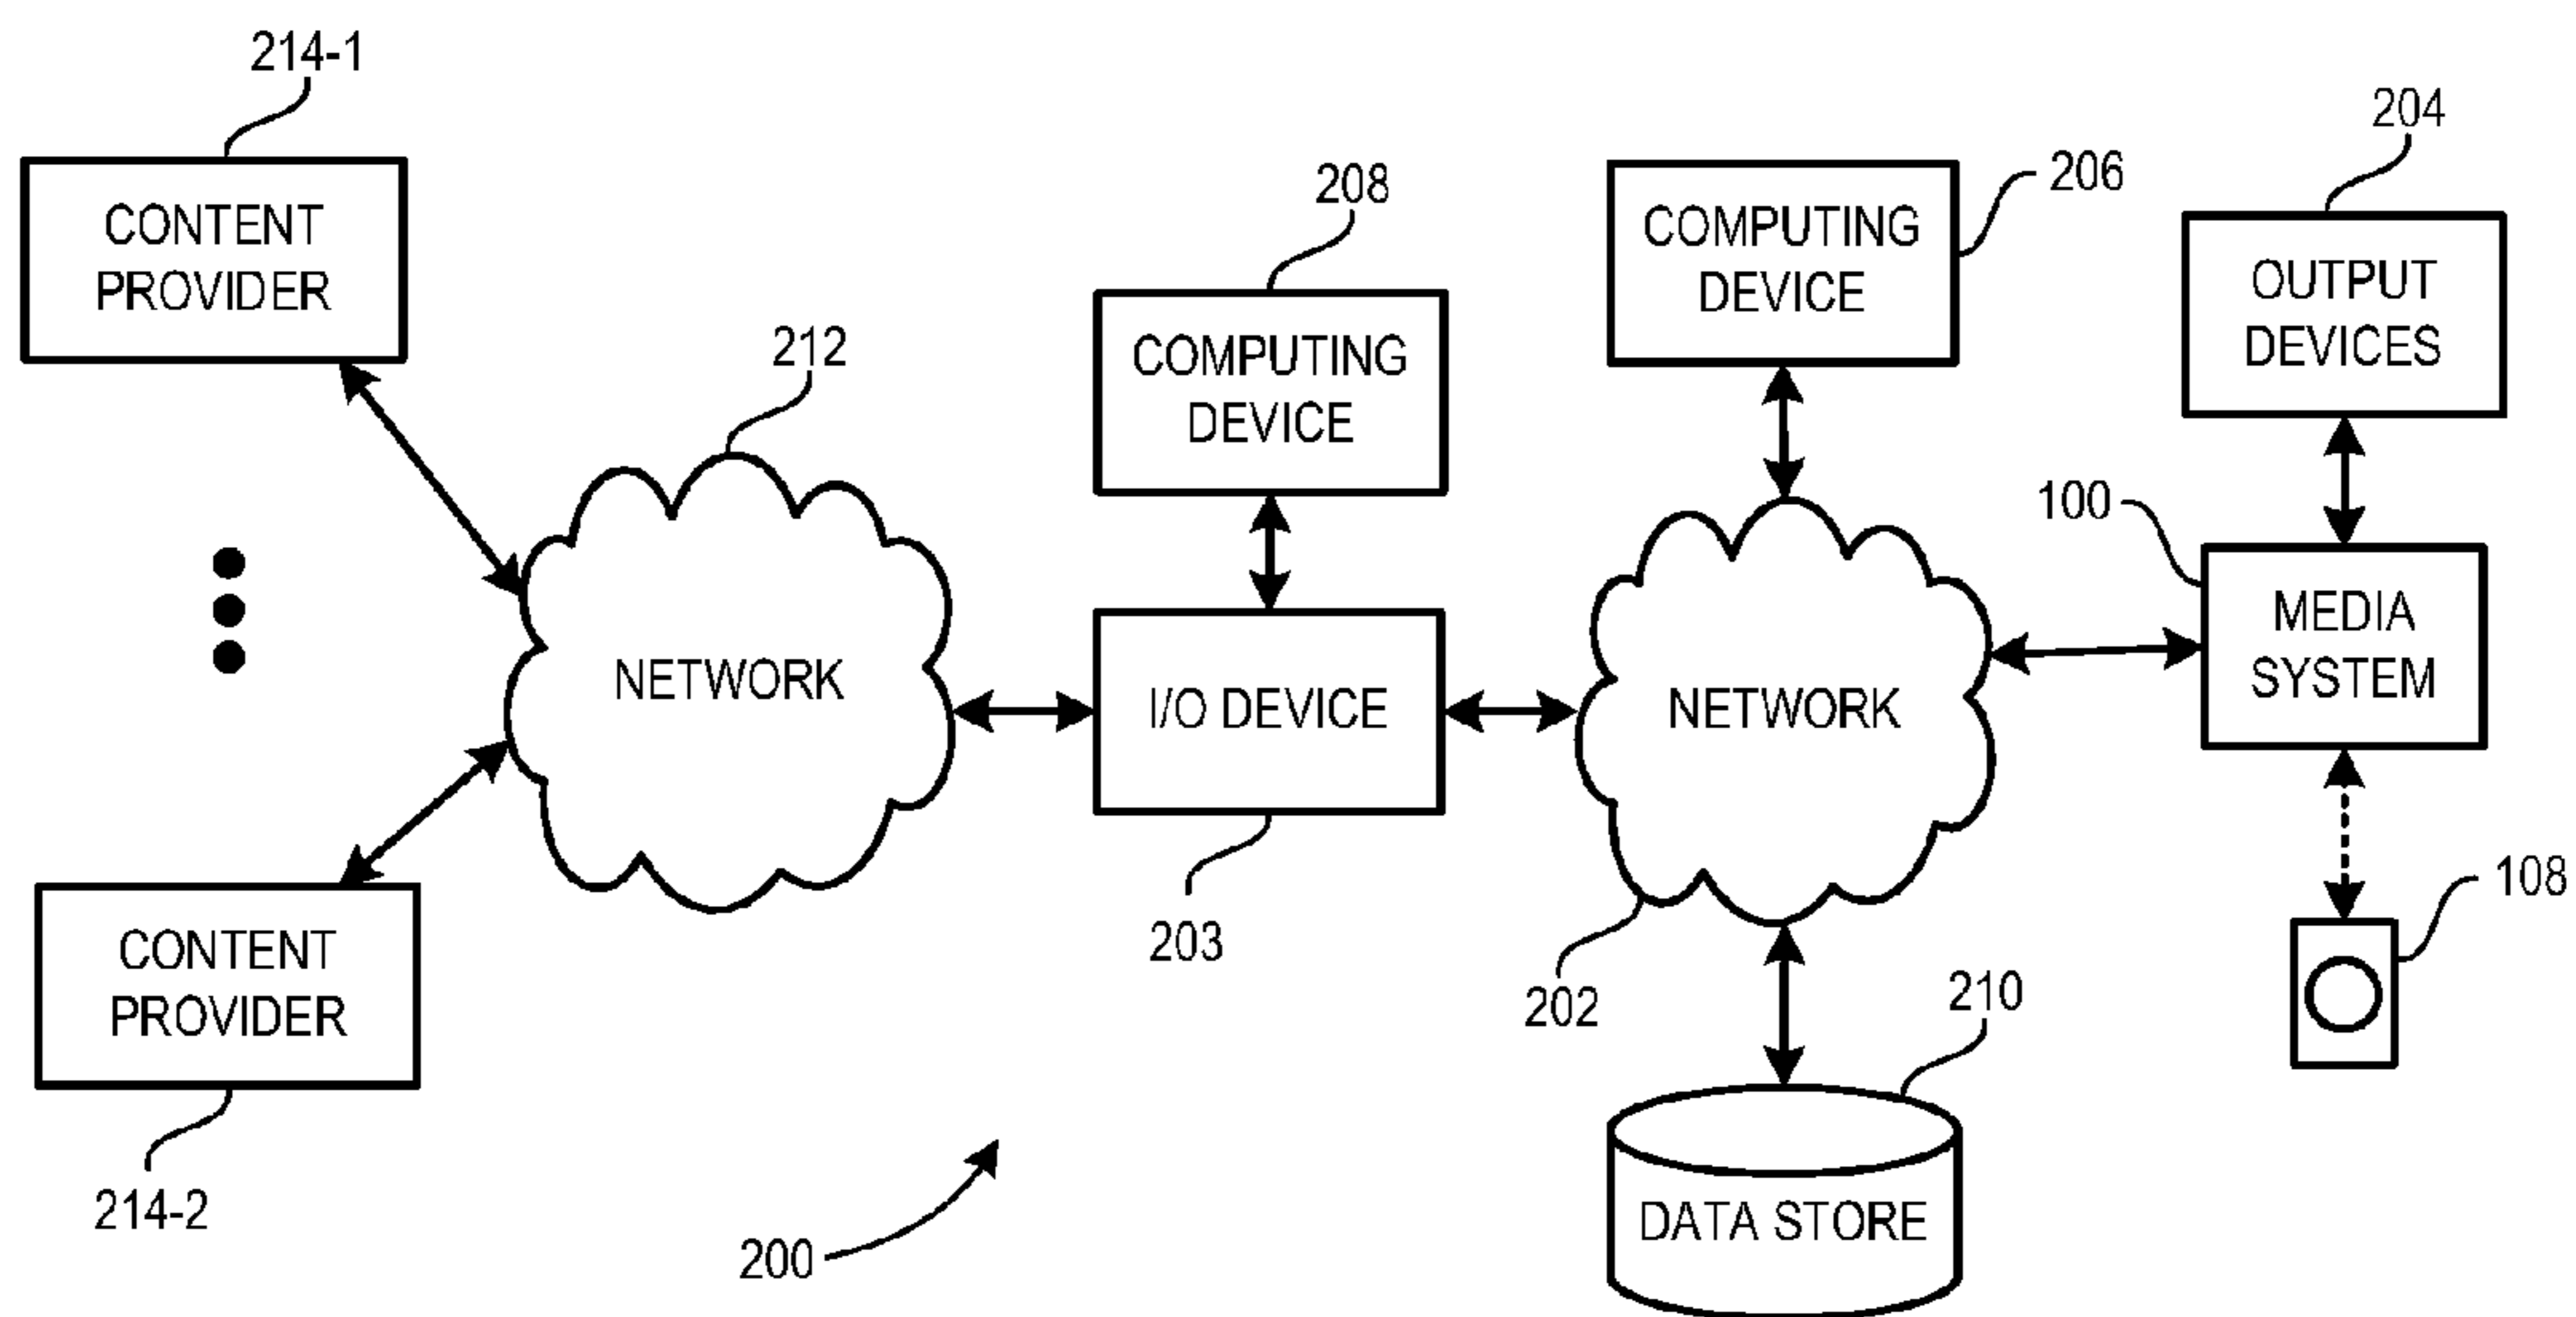 214-1
CONTENT
PROVIDER
212
NETWORK
208
COMPUTING
DEVICE
I/O DEVICE
203
206
COMPUTING
DEVICE
204
OUTPUT
DEVICES
100
MEDIA
SYSTEM
NETWORK
202
108
CONTENT
PROVIDER
214-2
210
DATA STORE
200